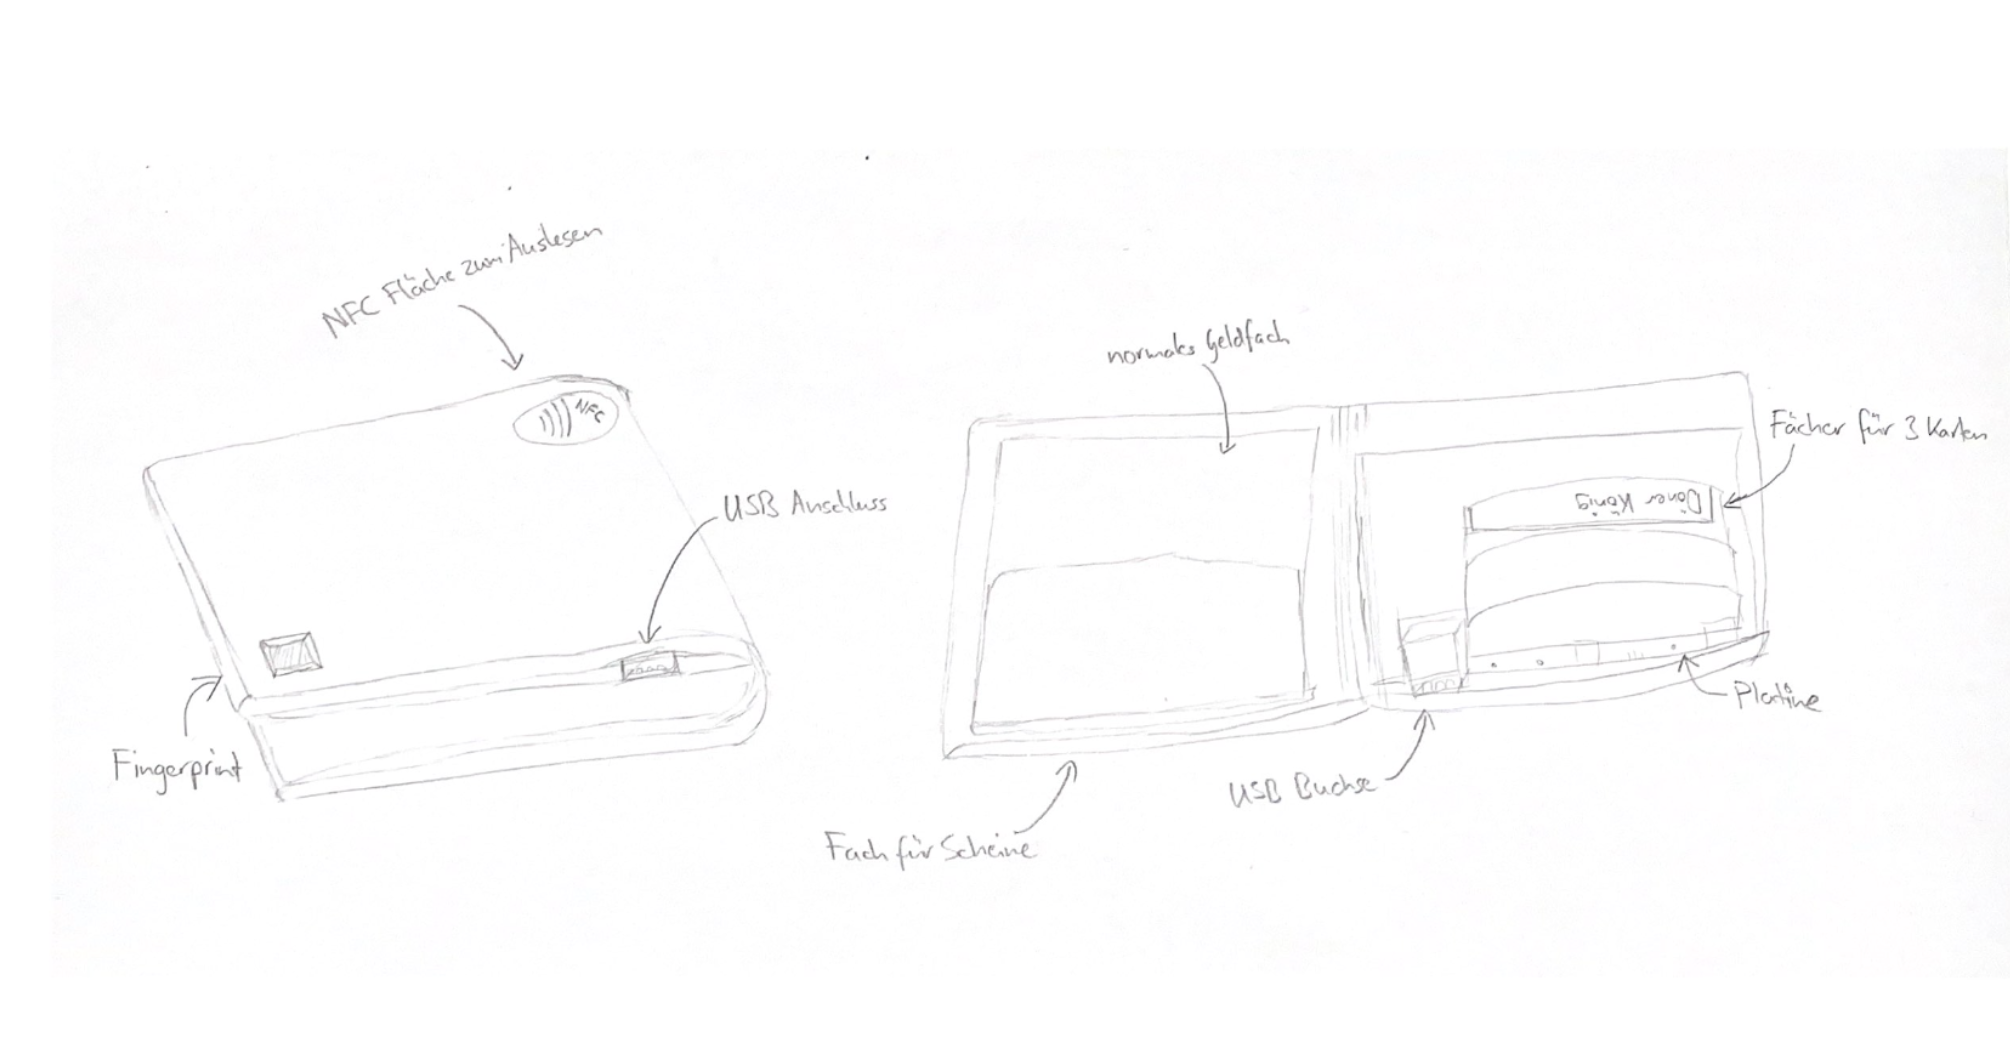 NFC Fläche zum Auslesen
NFC
USB Anschluss
Fingerprint
normales Geldfach
Fächer für 3 Karten
Döner König
Platine
USB Buchse
Fach für Scheine